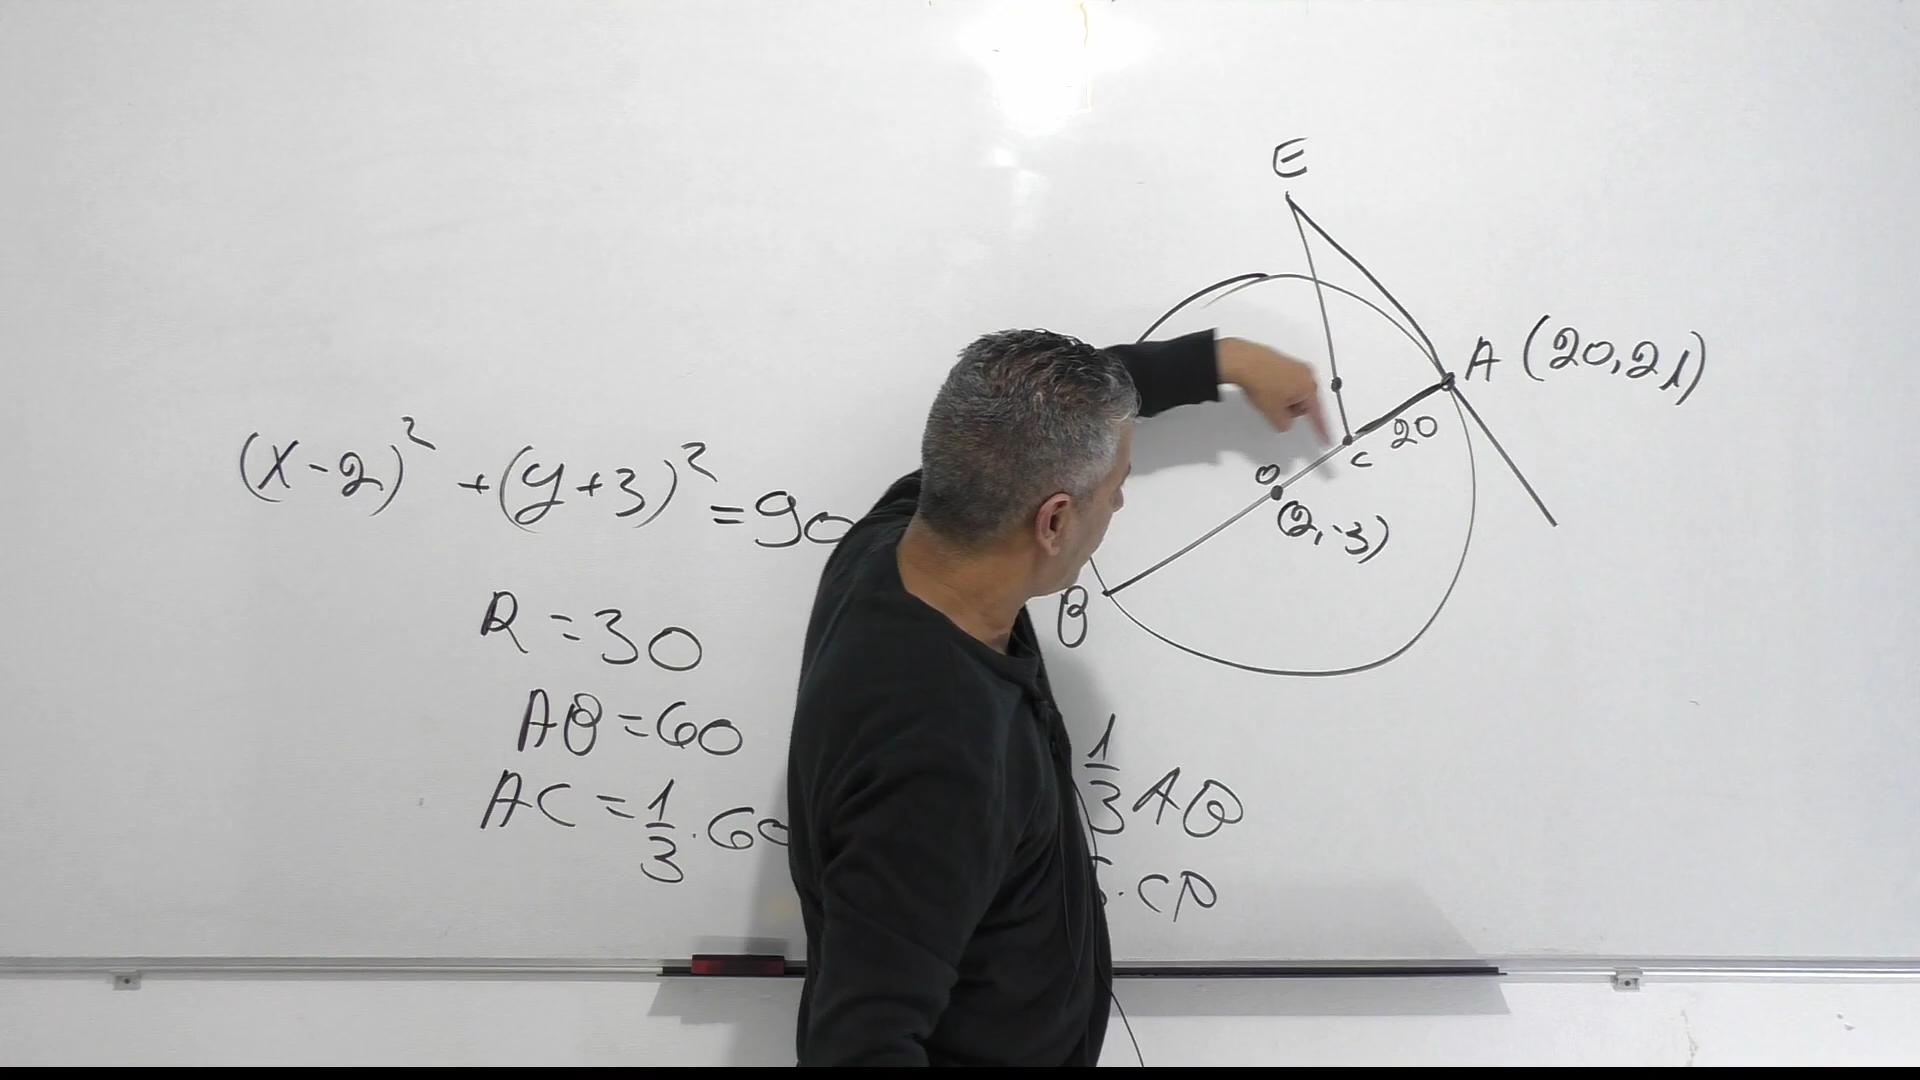 (x-2)² + (y+3)² = 90
R = 30
AB = 60
AC = 1/3 · 60
E
A (20,21)
20
C
O
(2,-3)
B
1/3 AB
· CD